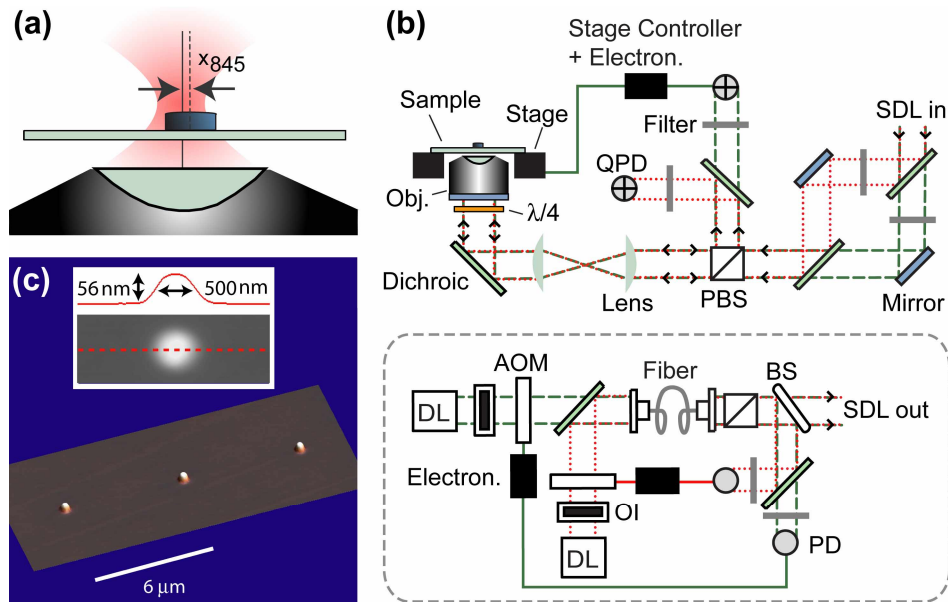 (a)
x845
(b)
Stage Controller
+ Electron.
Sample
Stage
Filter
SDL in
QPD
Obj.
λ/4
Dichroic
Lens
PBS
Mirror
(c)
56 nm
500 nm
6 μm
AOM
Fiber
BS
DL
SDL out
Electron.
OI
DL
PD